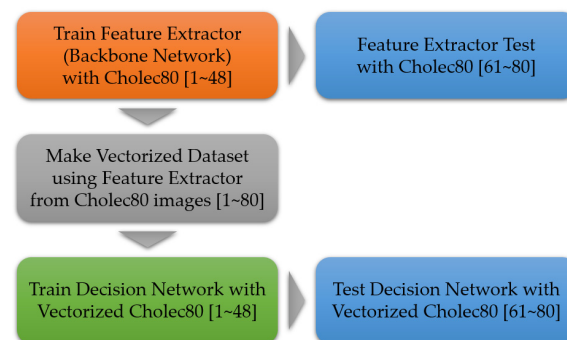 Train Feature Extractor
(Backbone Network)
with Cholec80 [1~48]
Feature Extractor Test
with Cholec80 [61~80]
Make Vectorized Dataset
using Feature Extractor
from Cholec80 images [1~80]
Train Decision Network with
Vectorized Cholec80 [1~48]
Test Decision Network with
Vectorized Cholec80 [61~80]